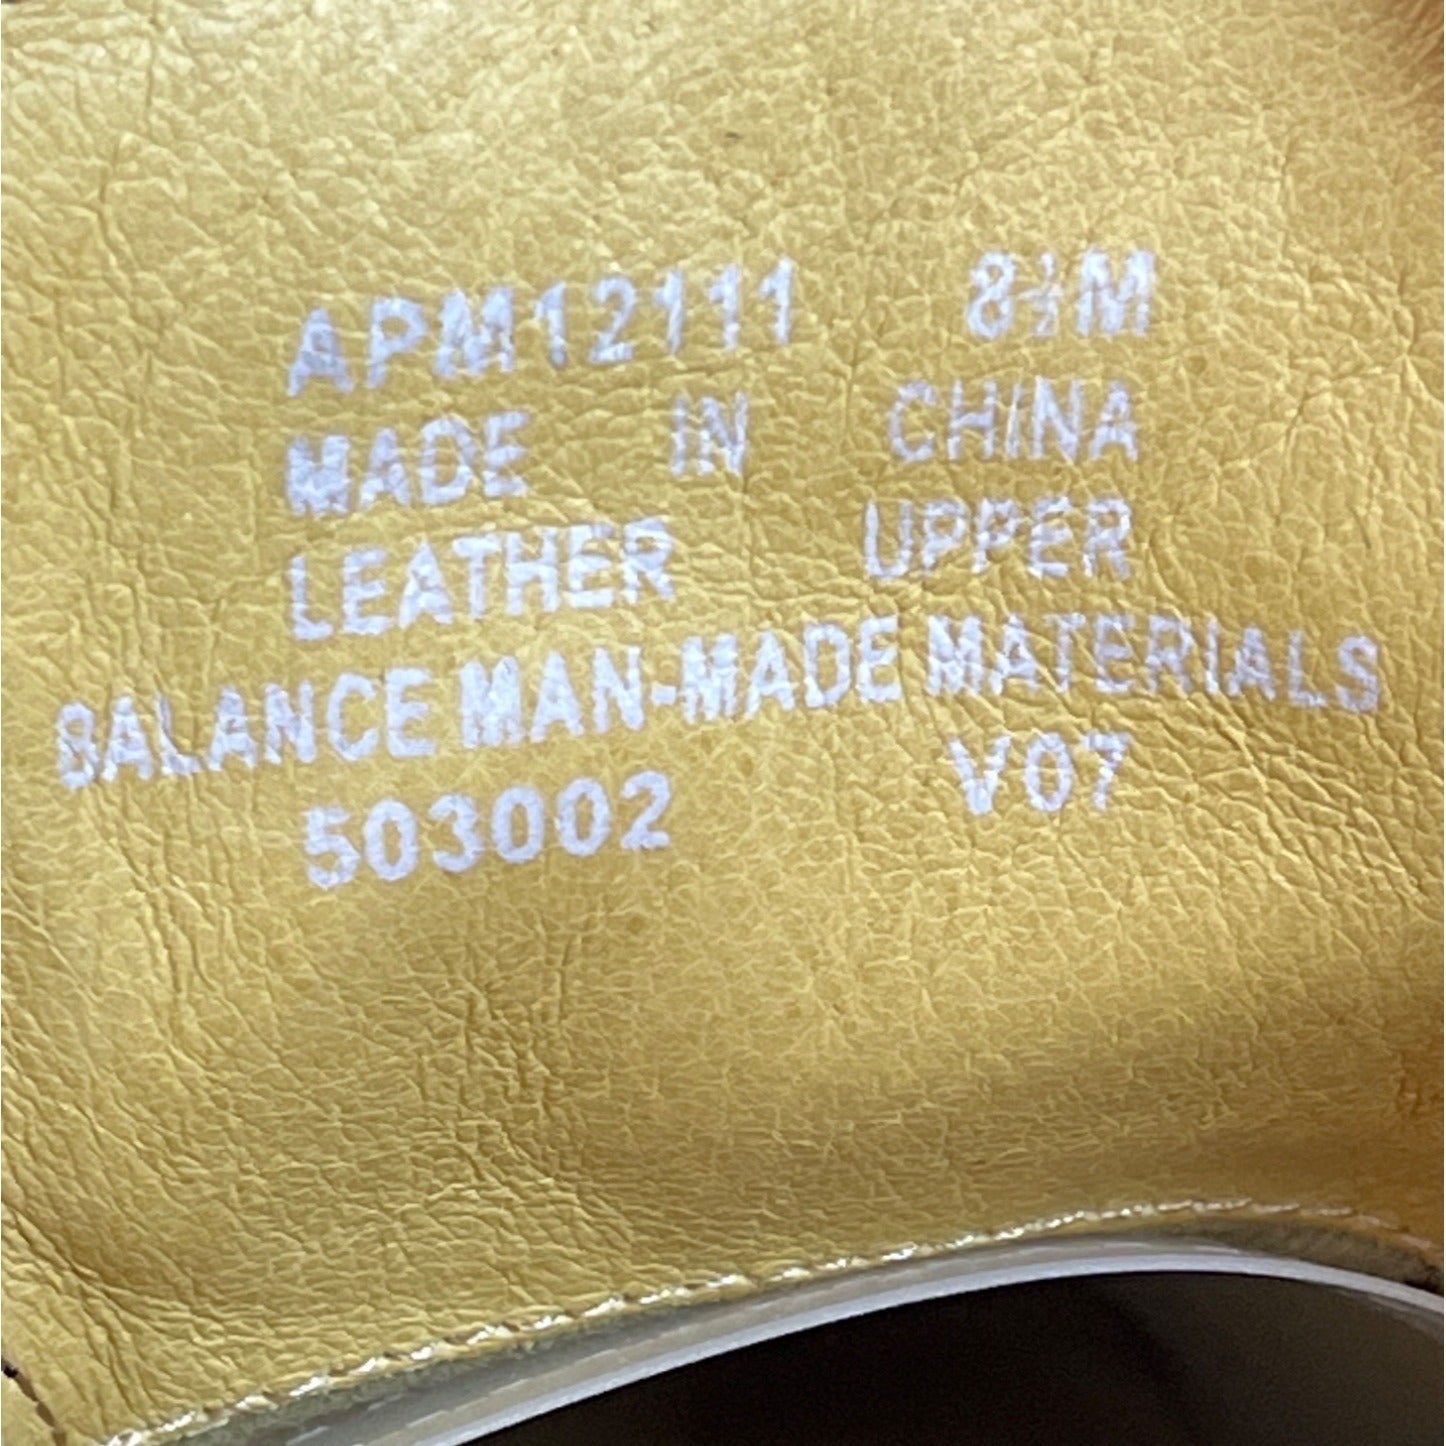 APM12111 8½M
MADE IN CHINA
LEATHER UPPER
BALANCE MAN-MADE MATERIALS
503002 V07